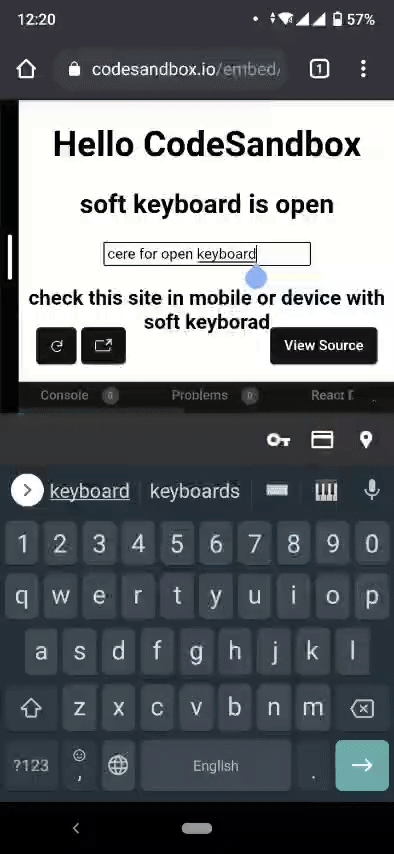 12:20
57%
codesandbox.io/embed/
1
Hello CodeSandbox
soft keyboard is open
cere for open keyboard
check this site in mobile or device with
soft keyborad
View Source
Console 0 Problems 0 React
keyboard keyboards
1 2 3 4 5 6 7 8 9 0
q w e r t y u i o p
a s d f g h j k l
z x c v b n m
?123 , English .